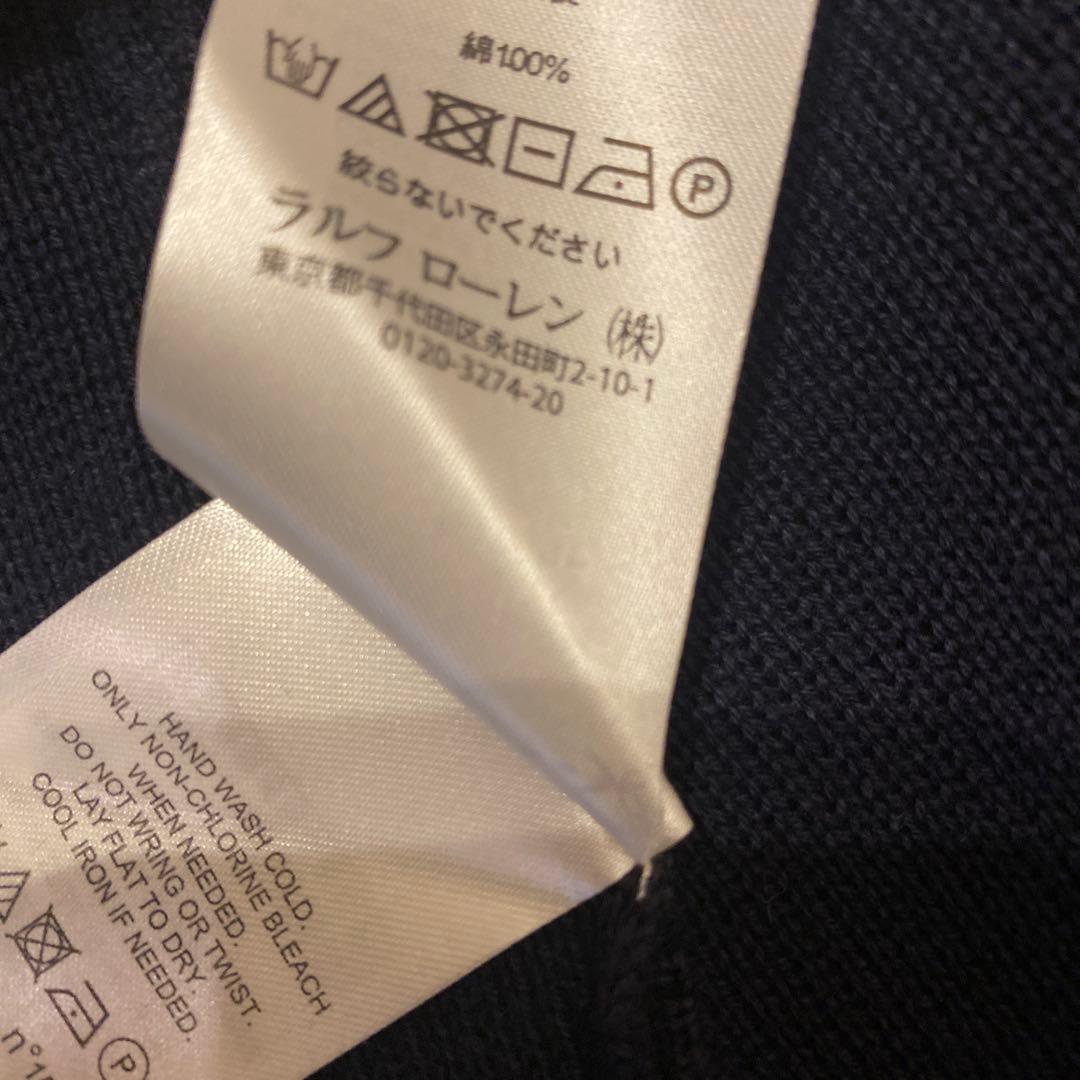 綿100%
絞らないでください
ラルフ ローレン (株)
東京都千代田区永田町2-10-1
0120-3274-20
HAND WASH COLD.
ONLY NON-CHLORINE BLEACH
WHEN NEEDED.
DO NOT WRING OR TWIST.
LAY FLAT TO DRY
COOL IRON IF NEEDED.
P
P